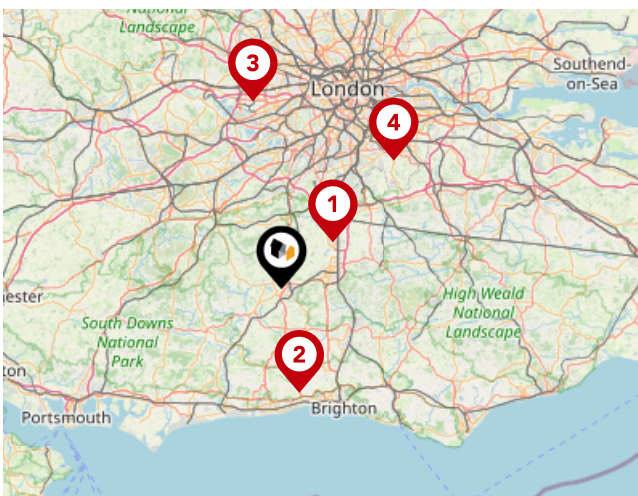 National
Landscape
3
London
Southend-
on-Sea
4
1
ester
South Downs
National
Park
High Weald
National
Landscape
2
ton
Portsmouth
Brighton